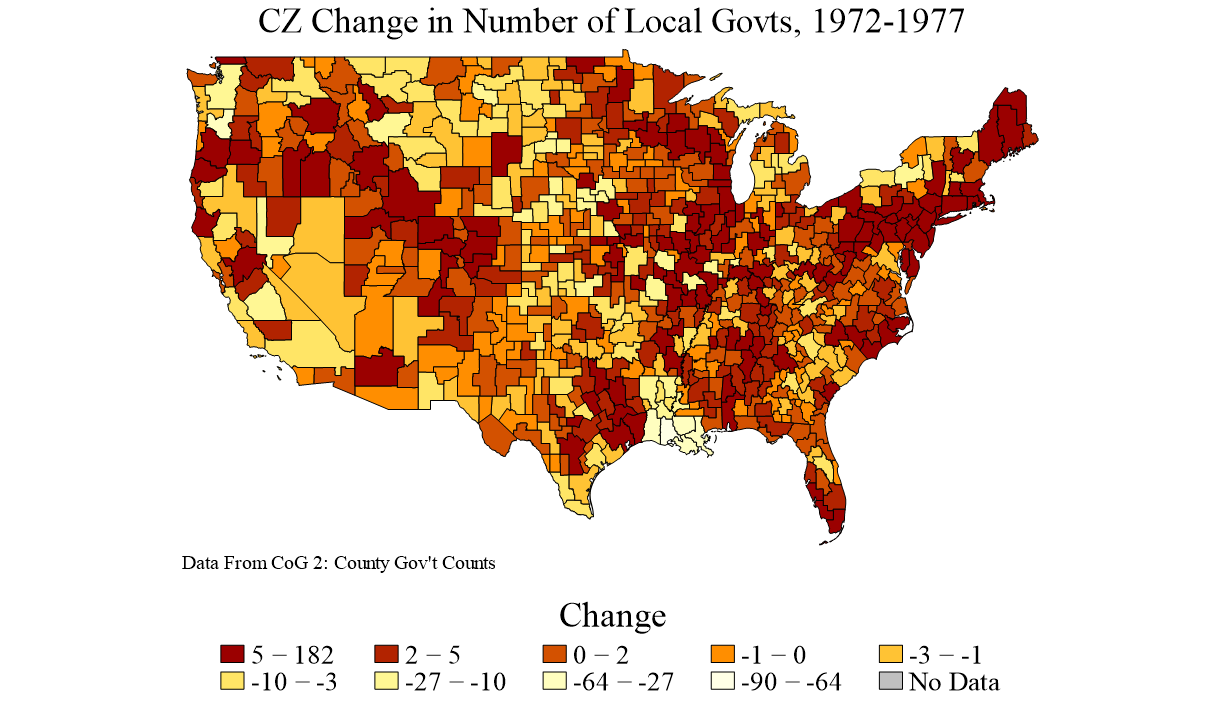 CZ Change in Number of Local Govts, 1972-1977
Data From CoG 2: County Gov't Counts
Change
5 − 182 2 − 5 0 − 2 -1 − 0 -3 − -1
-10 − -3 -27 − -10 -64 − -27 -90 − -64 No Data